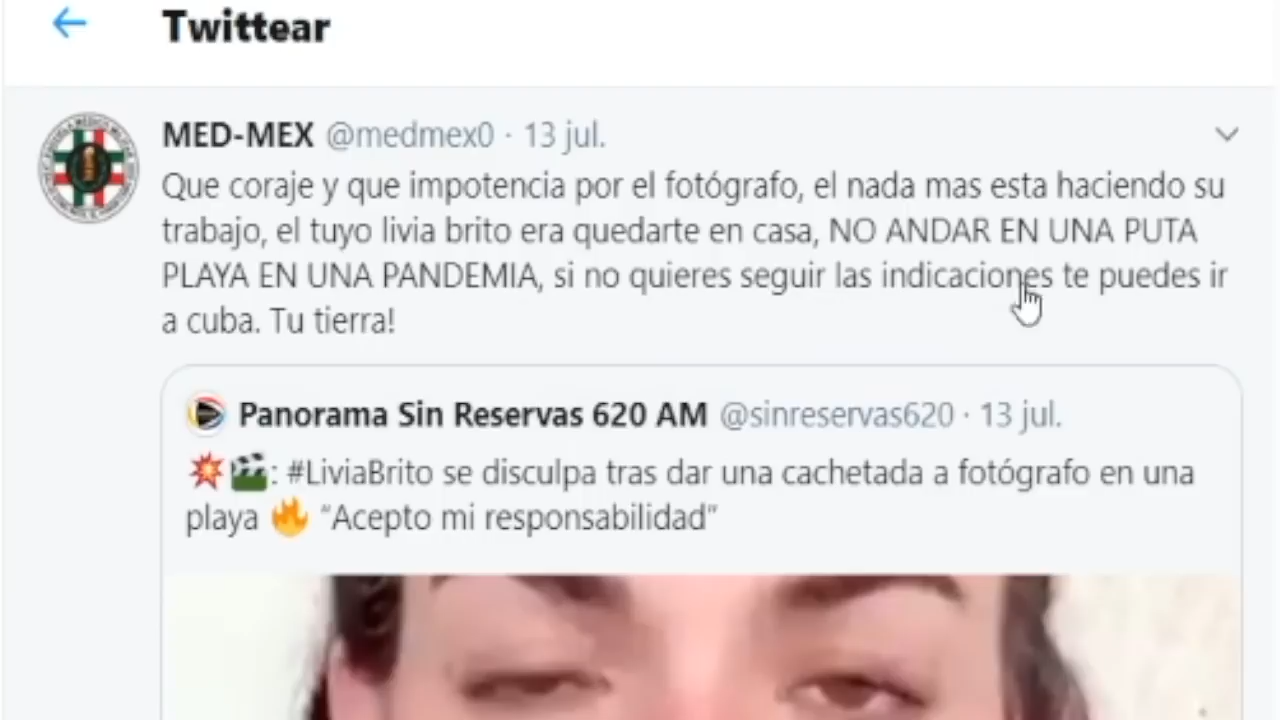 Twittear
MED-MEX @medmex0 · 13 jul.
Que coraje y que impotencia por el fotógrafo, el nada mas esta haciendo su
trabajo, el tuyo livia brito era quedarte en casa, NO ANDAR EN UNA PUTA
PLAYA EN UNA PANDEMIA, si no quieres seguir las indicaciones te puedes ir
a cuba. Tu tierra!
Panorama Sin Reservas 620 AM @sinreservas620 · 13 jul.
💥🎬: #LiviaBrito se disculpa tras dar una cachetada a fotógrafo en una
playa 🔥 “Acepto mi responsabilidad”